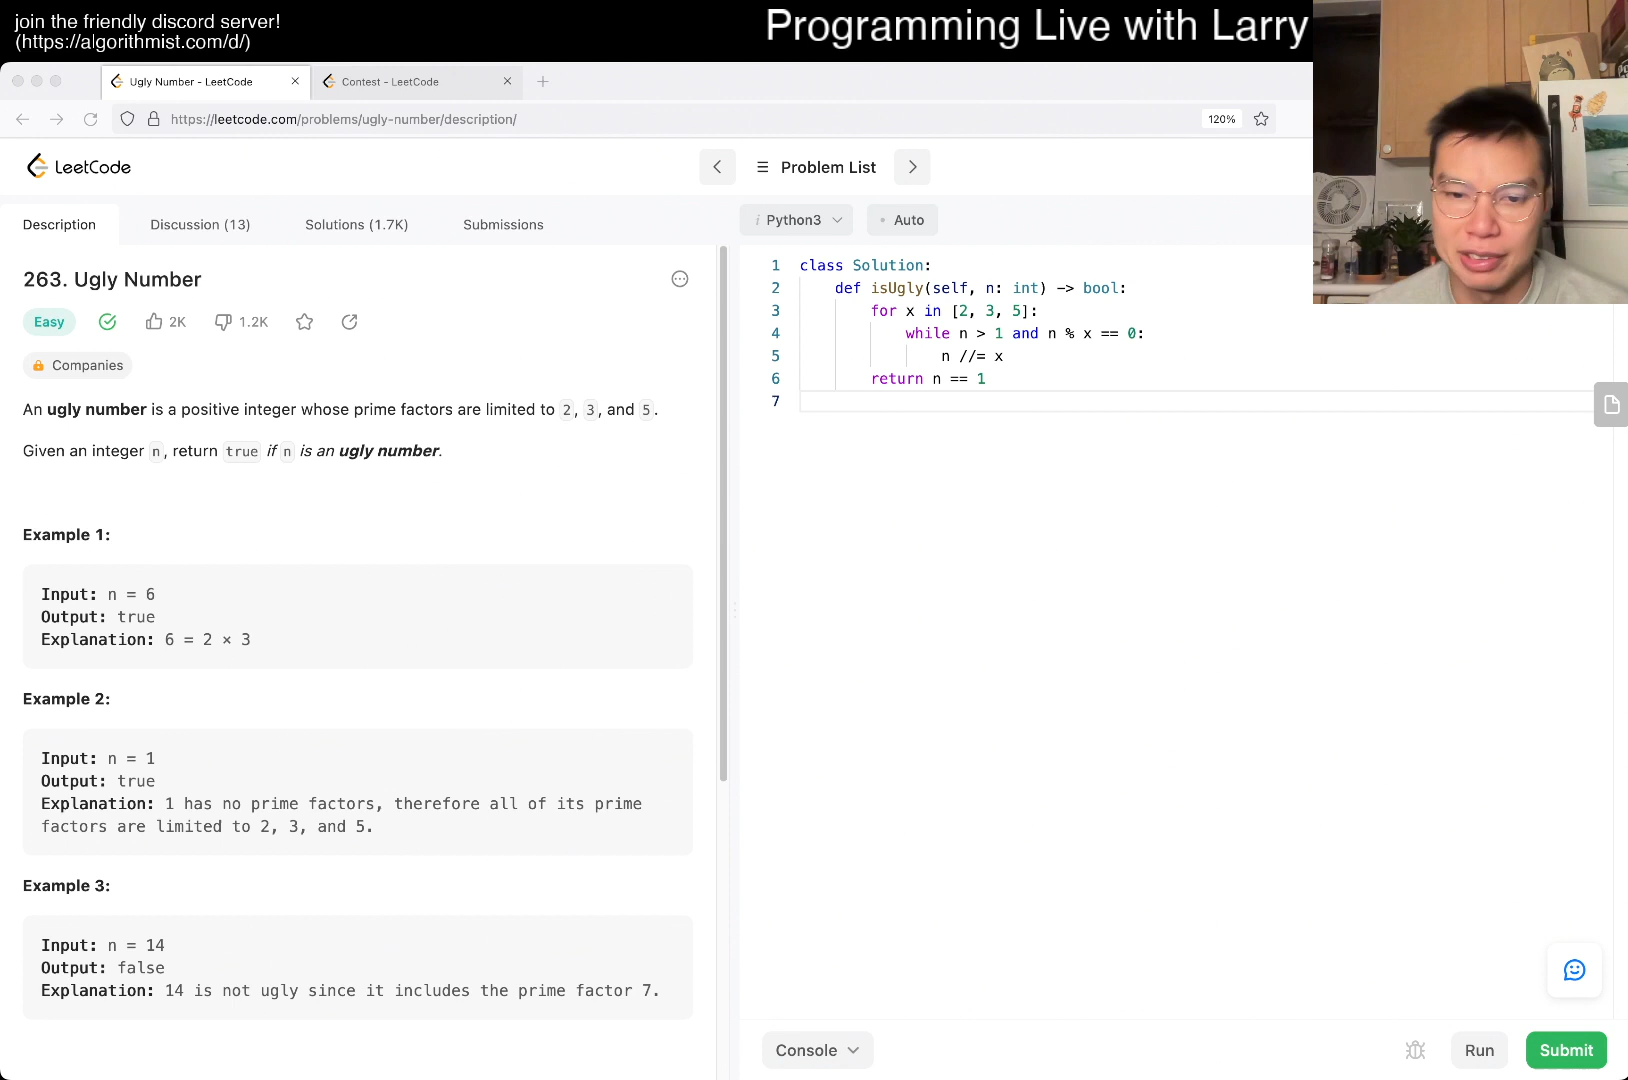 join the friendly discord server!
(https://algorithmist.com/d/)
Programming Live with Larry
Ugly Number - LeetCode
Contest - LeetCode
https://leetcode.com/problems/ugly-number/description/
120%
LeetCode
Problem List
Description
Discussion (13)
Solutions (1.7K)
Submissions
263. Ugly Number
Easy
2K
1.2K
Companies
An ugly number is a positive integer whose prime factors are limited to 2, 3, and 5.
Given an integer n, return true if n is an ugly number.
Example 1:
Input: n = 6
Output: true
Explanation: 6 = 2 × 3
Example 2:
Input: n = 1
Output: true
Explanation: 1 has no prime factors, therefore all of its prime
factors are limited to 2, 3, and 5.
Example 3:
Input: n = 14
Output: false
Explanation: 14 is not ugly since it includes the prime factor 7.
i Python3
Auto
1 class Solution:
2 def isUgly(self, n: int) -> bool:
3 for x in [2, 3, 5]:
4 while n > 1 and n % x == 0:
5 n //= x
6 return n == 1
7
Console
Run
Submit